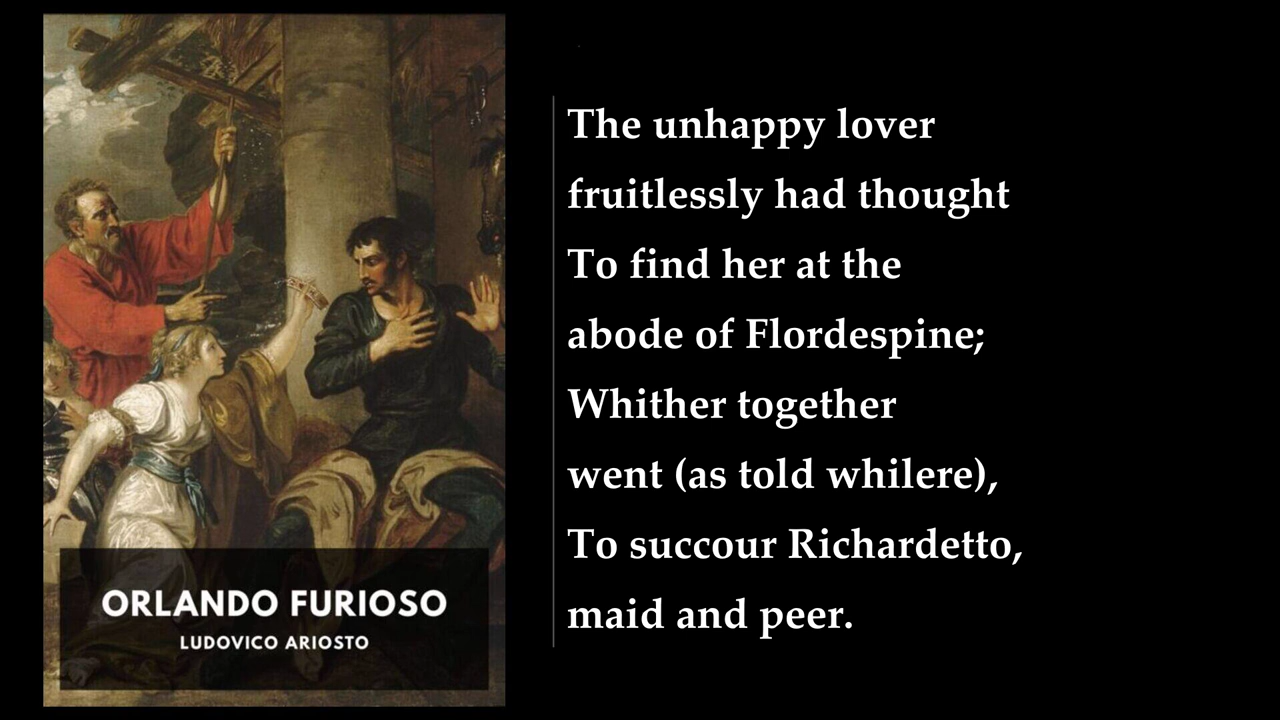 ORLANDO FURIOSO
LUDOVICO ARIOSTO
The unhappy lover
fruitlessly had thought
To find her at the
abode of Flordespine;
Whither together
went (as told whilere),
To succour Richardetto,
maid and peer.